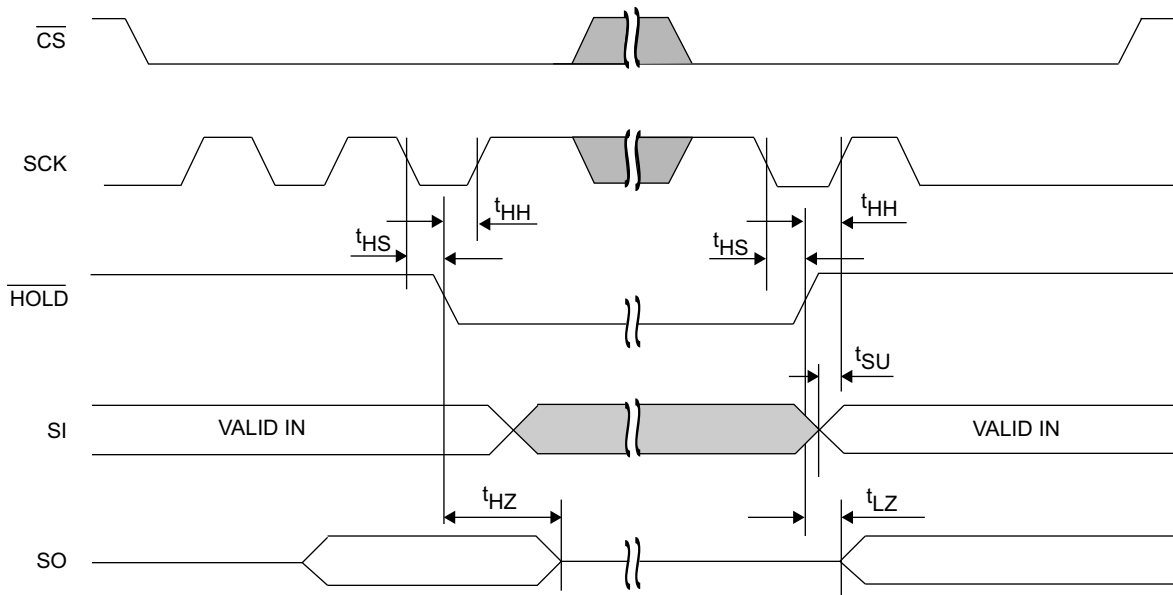 CS
SCK
tHH
tHH
tHS
tHS
HOLD
tSU
SI
VALID IN
VALID IN
tHZ
tLZ
SO